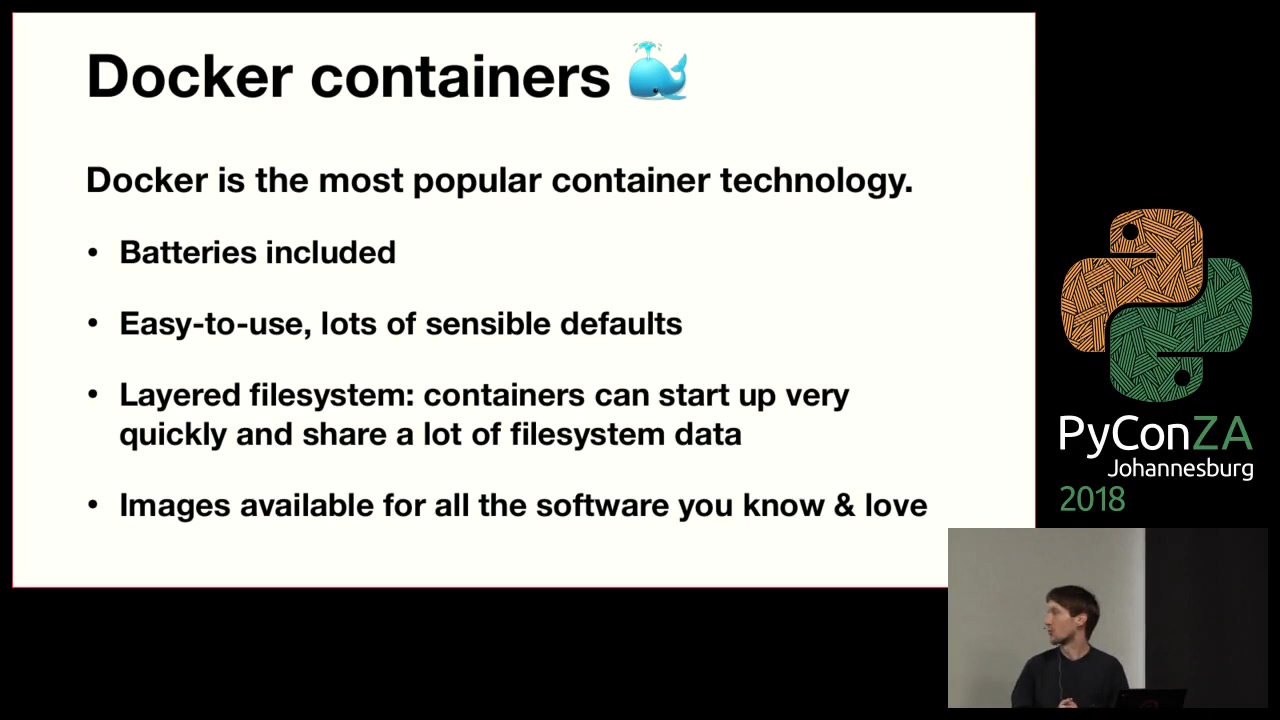 Docker containers 🐳
Docker is the most popular container technology.
• Batteries included
• Easy-to-use, lots of sensible defaults
• Layered filesystem: containers can start up very
quickly and share a lot of filesystem data
• Images available for all the software you know & love
PyConZA
Johannesburg
2018